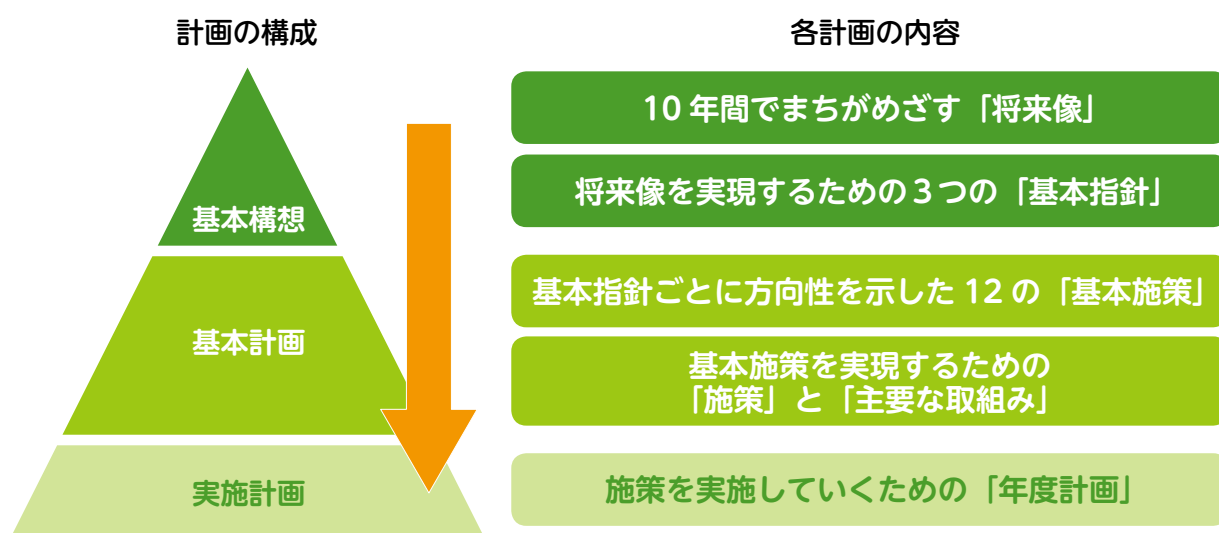 計画の構成
各計画の内容
基本構想
10年間でまちがめざす「将来像」
将来像を実現するための3つの「基本指針」
基本計画
基本指針ごとに方向性を示した12の「基本施策」
基本施策を実現するための
「施策」と「主要な取組み」
実施計画
施策を実施していくための「年度計画」